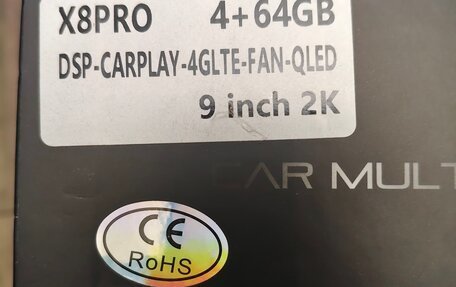 X8PRO 4+64GB
DSP-CARPLAY-4GLTE-FAN-QLED
9 inch 2K
CAR MULT
CE
RoHS